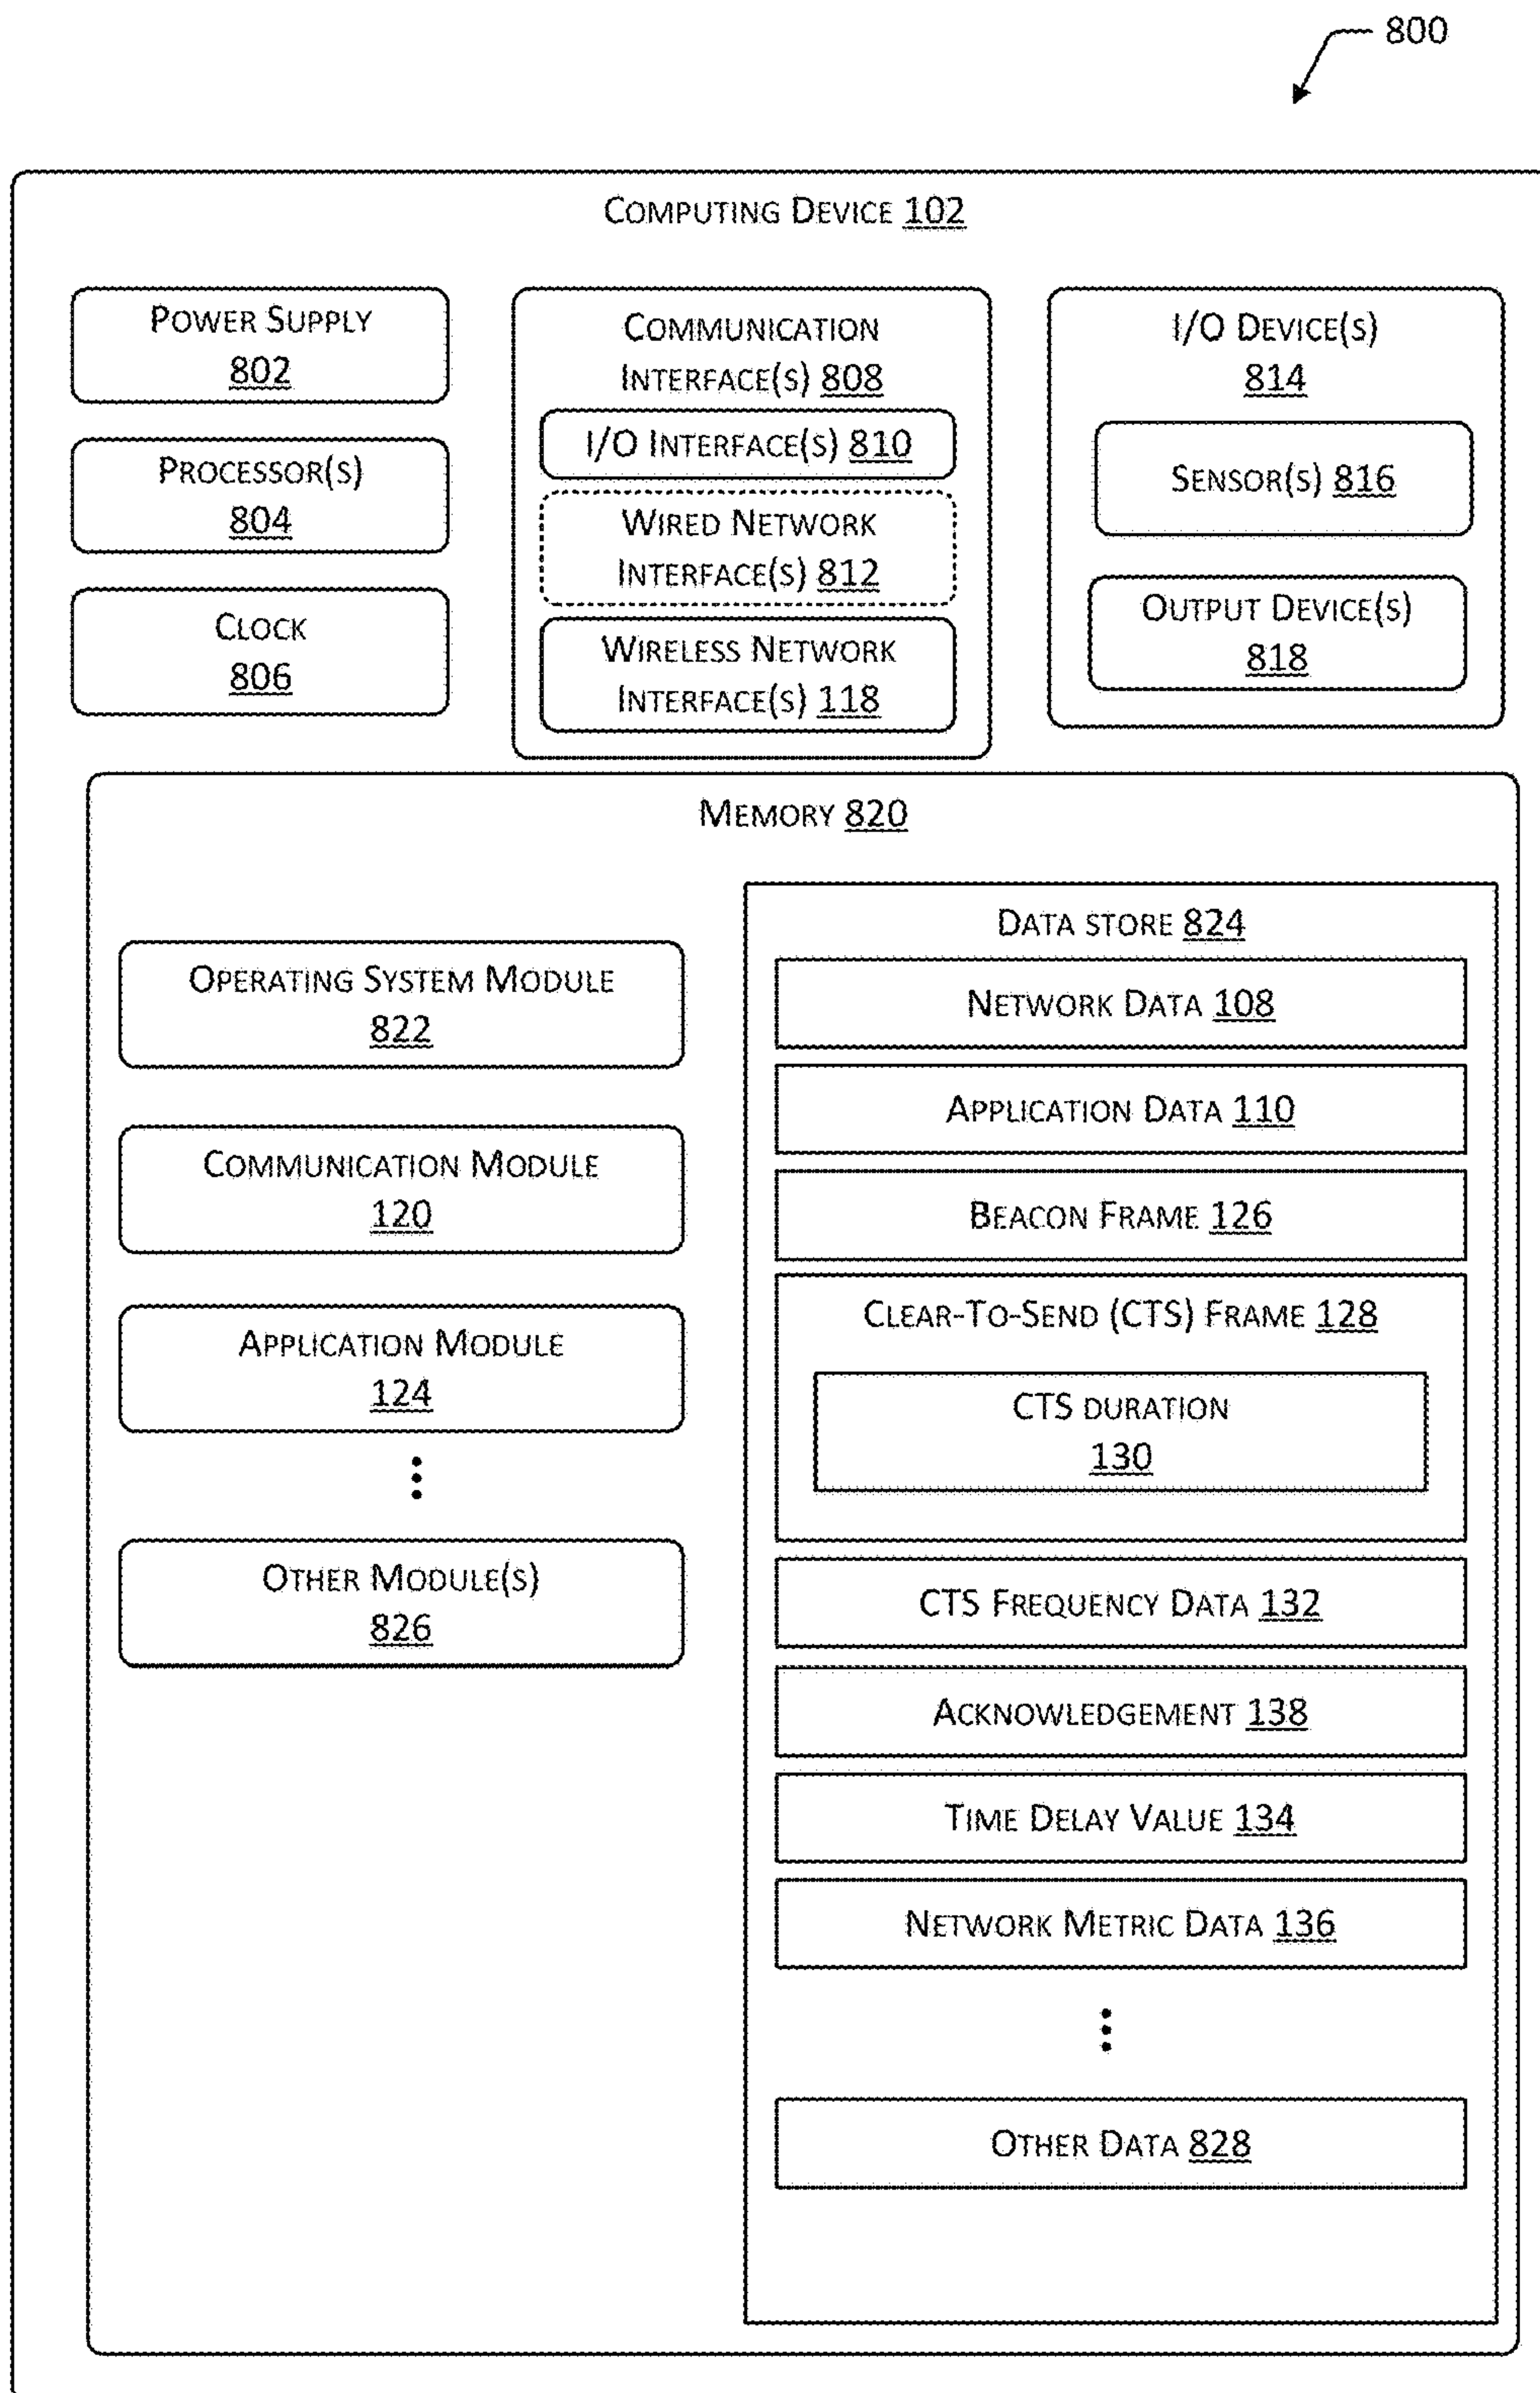 800
COMPUTING DEVICE 102
POWER SUPPLY
802
PROCESSOR(S)
804
CLOCK
806
COMMUNICATION
INTERFACE(S) 808
I/O INTERFACE(S) 810
WIRED NETWORK
INTERFACE(S) 812
WIRELESS NETWORK
INTERFACE(S) 118
I/O DEVICE(S)
814
SENSOR(S) 816
OUTPUT DEVICE(S)
818
MEMORY 820
OPERATING SYSTEM MODULE
822
COMMUNICATION MODULE
120
APPLICATION MODULE
124
OTHER MODULE(S)
826
DATA STORE 824
NETWORK DATA 108
APPLICATION DATA 110
BEACON FRAME 126
CLEAR-TO-SEND (CTS) FRAME 128
CTS DURATION
130
CTS FREQUENCY DATA 132
ACKNOWLEDGEMENT 138
TIME DELAY VALUE 134
NETWORK METRIC DATA 136
OTHER DATA 828